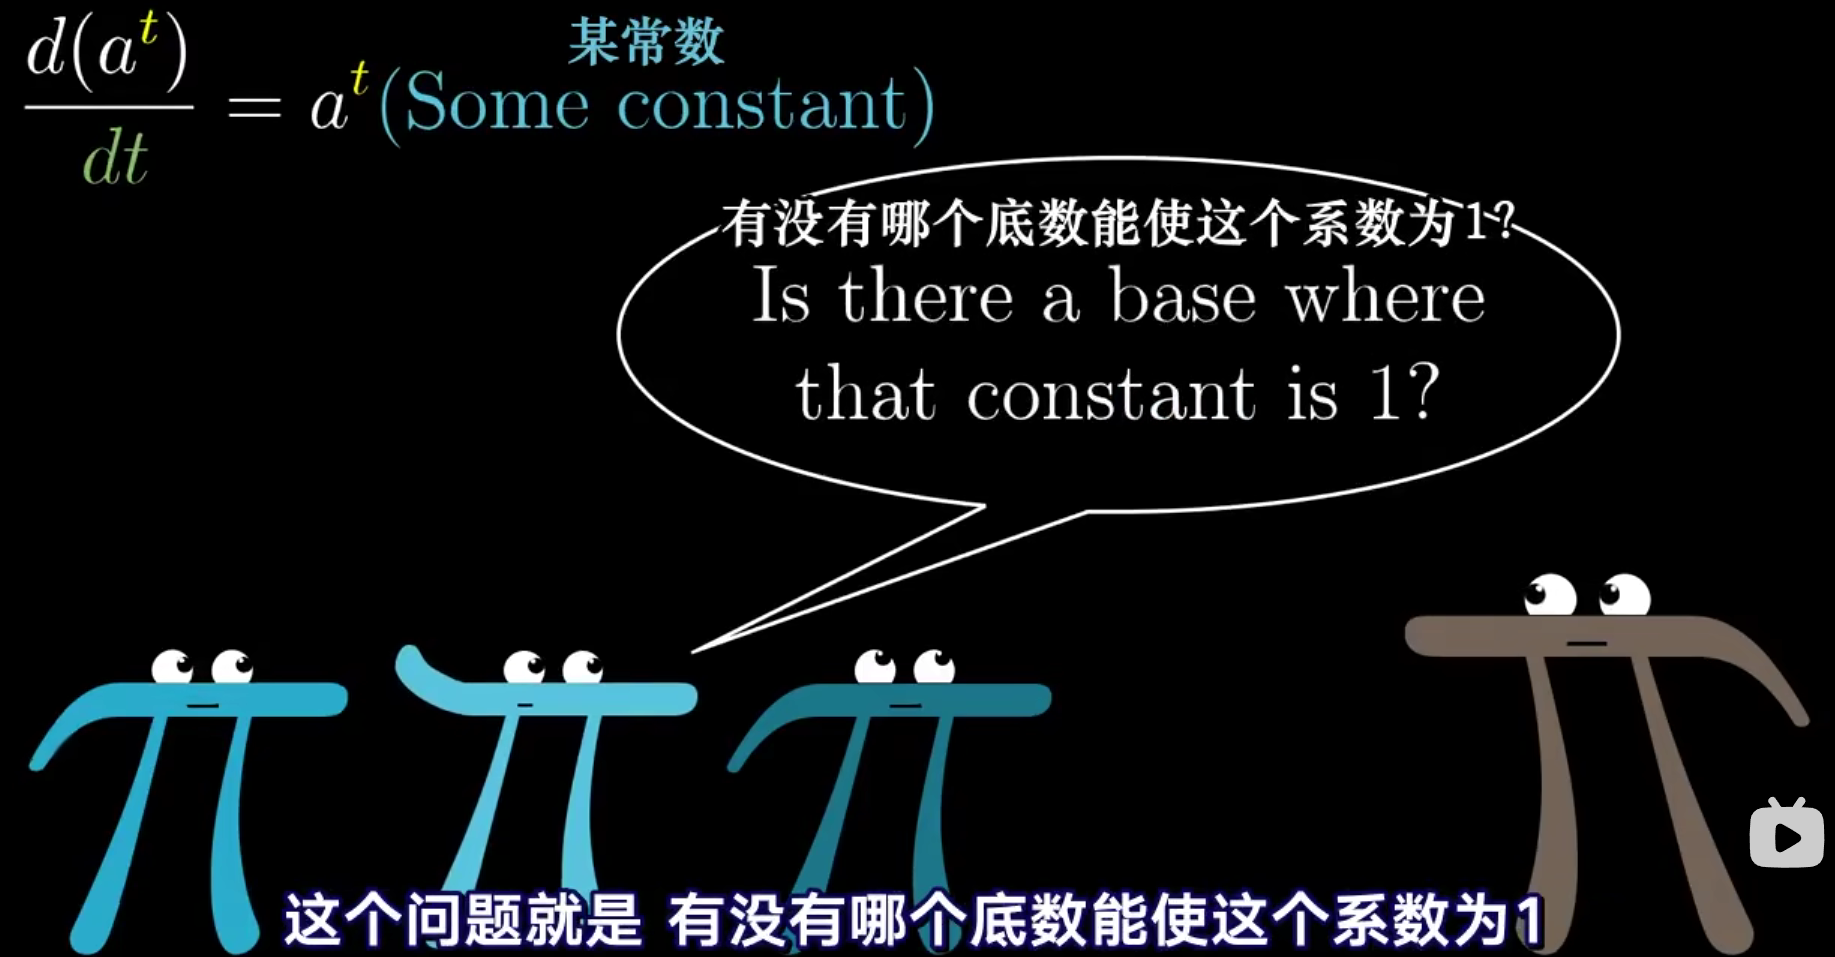 d(a^t)/dt = a^t(Some constant)
某常数
有没有哪个底数能使这个系数为1?
Is there a base where
that constant is 1?
这个问题就是 有没有哪个底数能使这个系数为1